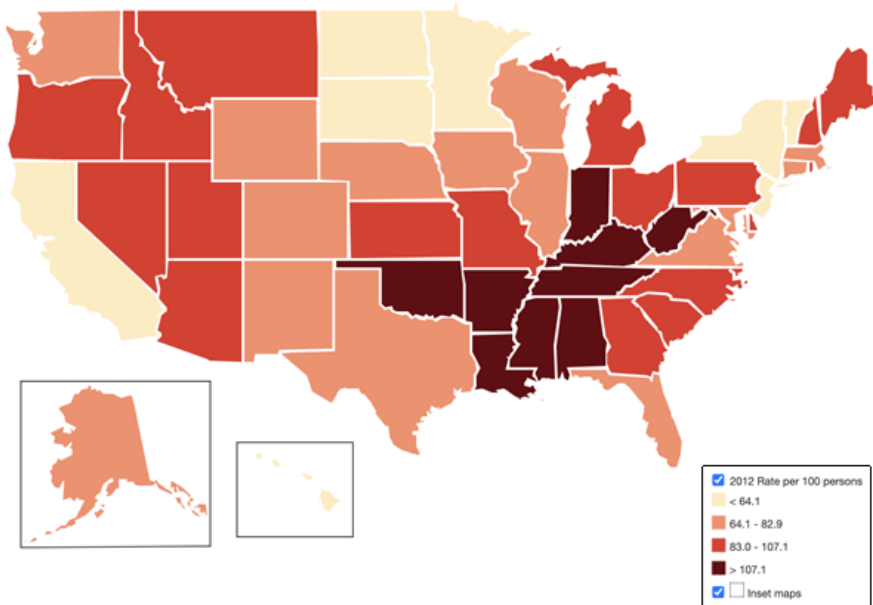 2012 Rate per 100 persons
< 64.1
64.1 - 82.9
83.0 - 107.1
> 107.1
Inset maps